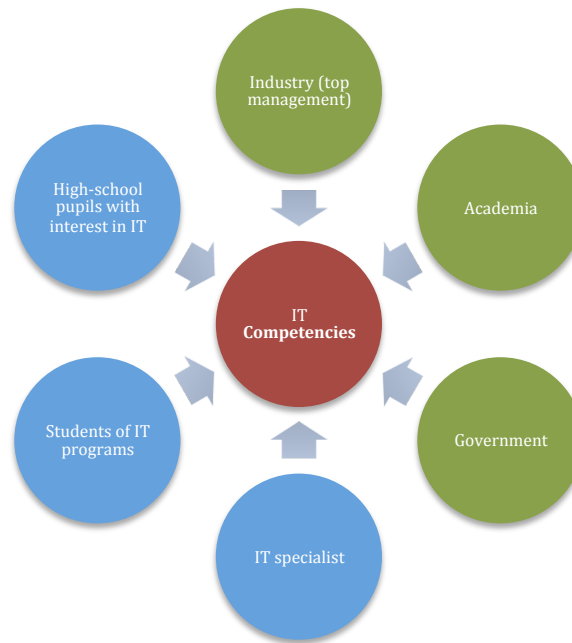 Industry (top
management)
High-school
pupils with
interest in IT
Academia
IT
Competencies
Students of IT
programs
Government
IT specialist